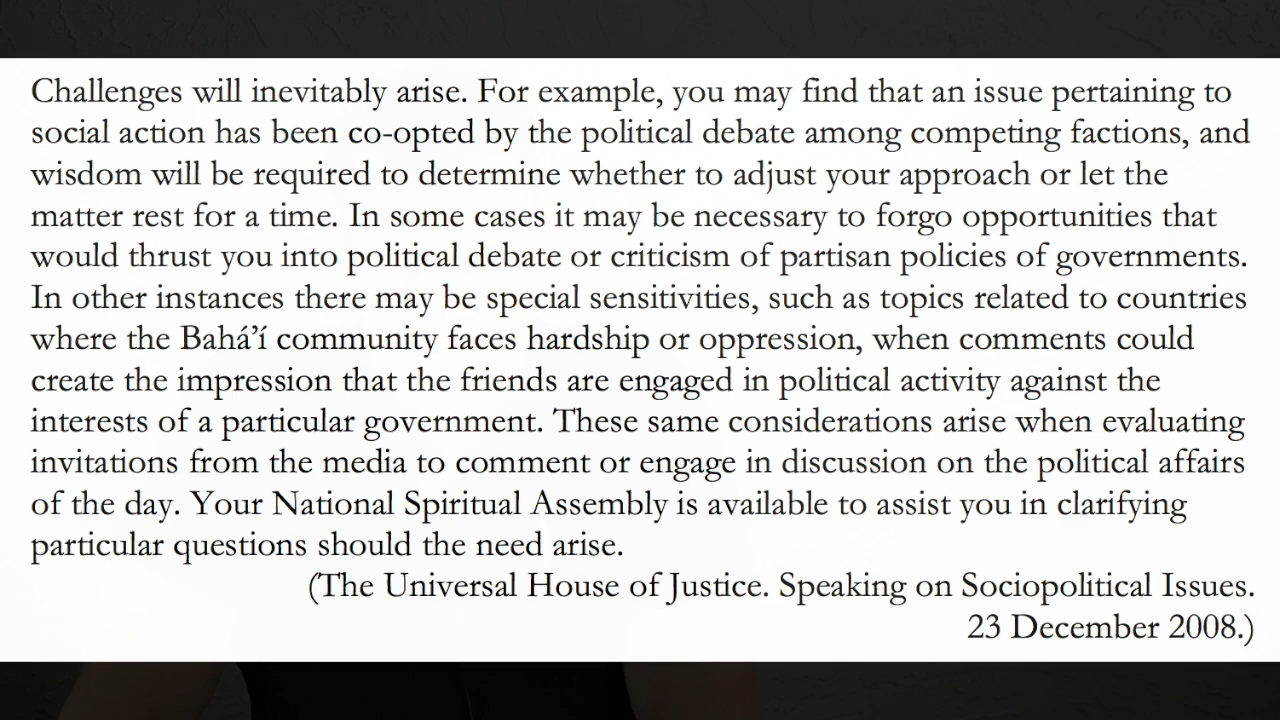 Challenges will inevitably arise. For example, you may find that an issue pertaining to
social action has been co-opted by the political debate among competing factions, and
wisdom will be required to determine whether to adjust your approach or let the
matter rest for a time. In some cases it may be necessary to forgo opportunities that
would thrust you into political debate or criticism of partisan policies of governments.
In other instances there may be special sensitivities, such as topics related to countries
where the Bahá’í community faces hardship or oppression, when comments could
create the impression that the friends are engaged in political activity against the
interests of a particular government. These same considerations arise when evaluating
invitations from the media to comment or engage in discussion on the political affairs
of the day. Your National Spiritual Assembly is available to assist you in clarifying
particular questions should the need arise.
(The Universal House of Justice. Speaking on Sociopolitical Issues.
23 December 2008.)